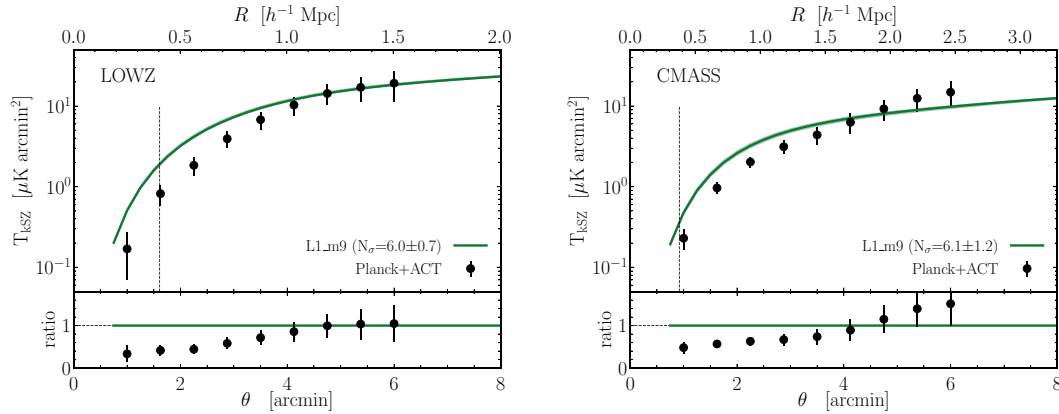 R [h⁻¹ Mpc]
0.0 0.5 1.0 1.5 2.0
LOWZ
T_kSZ [μK arcmin²]
10¹
10⁰
10⁻¹
L1_m9 (N_σ=6.0±0.7)
Planck+ACT
ratio
1
0
0 2 4 6 8
θ [arcmin]
R [h⁻¹ Mpc]
0.0 0.5 1.0 1.5 2.0 2.5 3.0
CMASS
T_kSZ [μK arcmin²]
10¹
10⁰
10⁻¹
L1_m9 (N_σ=6.1±1.2)
Planck+ACT
ratio
1
0
0 2 4 6 8
θ [arcmin]